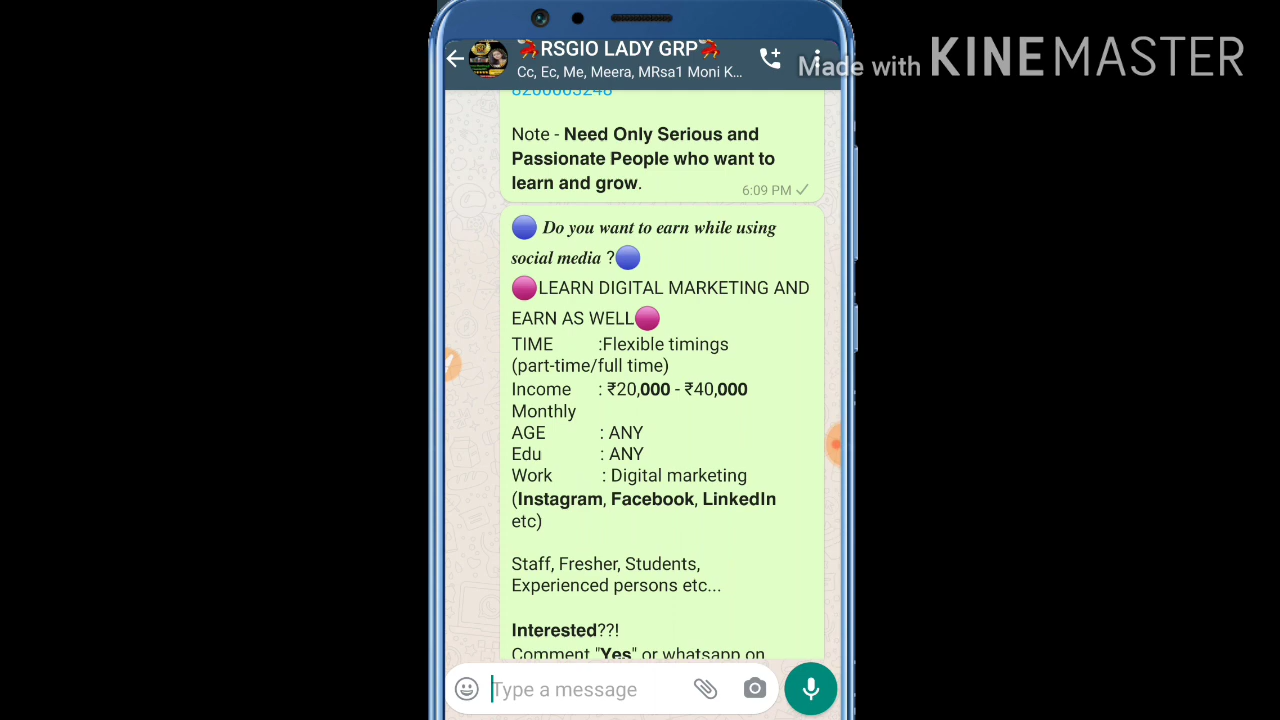 RSGIO LADY GRP
Cc, Ec, Me, Meera, MRsa1 Moni K...
Made with KINEMASTER
Note - Need Only Serious and
Passionate People who want to
learn and grow.
6:09 PM
Do you want to earn while using
social media ?
LEARN DIGITAL MARKETING AND
EARN AS WELL
TIME :Flexible timings
(part-time/full time)
Income : ₹20,000 - ₹40,000
Monthly
AGE : ANY
Edu : ANY
Work : Digital marketing
(Instagram, Facebook, LinkedIn
etc)
Staff, Fresher, Students,
Experienced persons etc...
Interested??!
Comment "Yes" or whatsapp on
Type a message